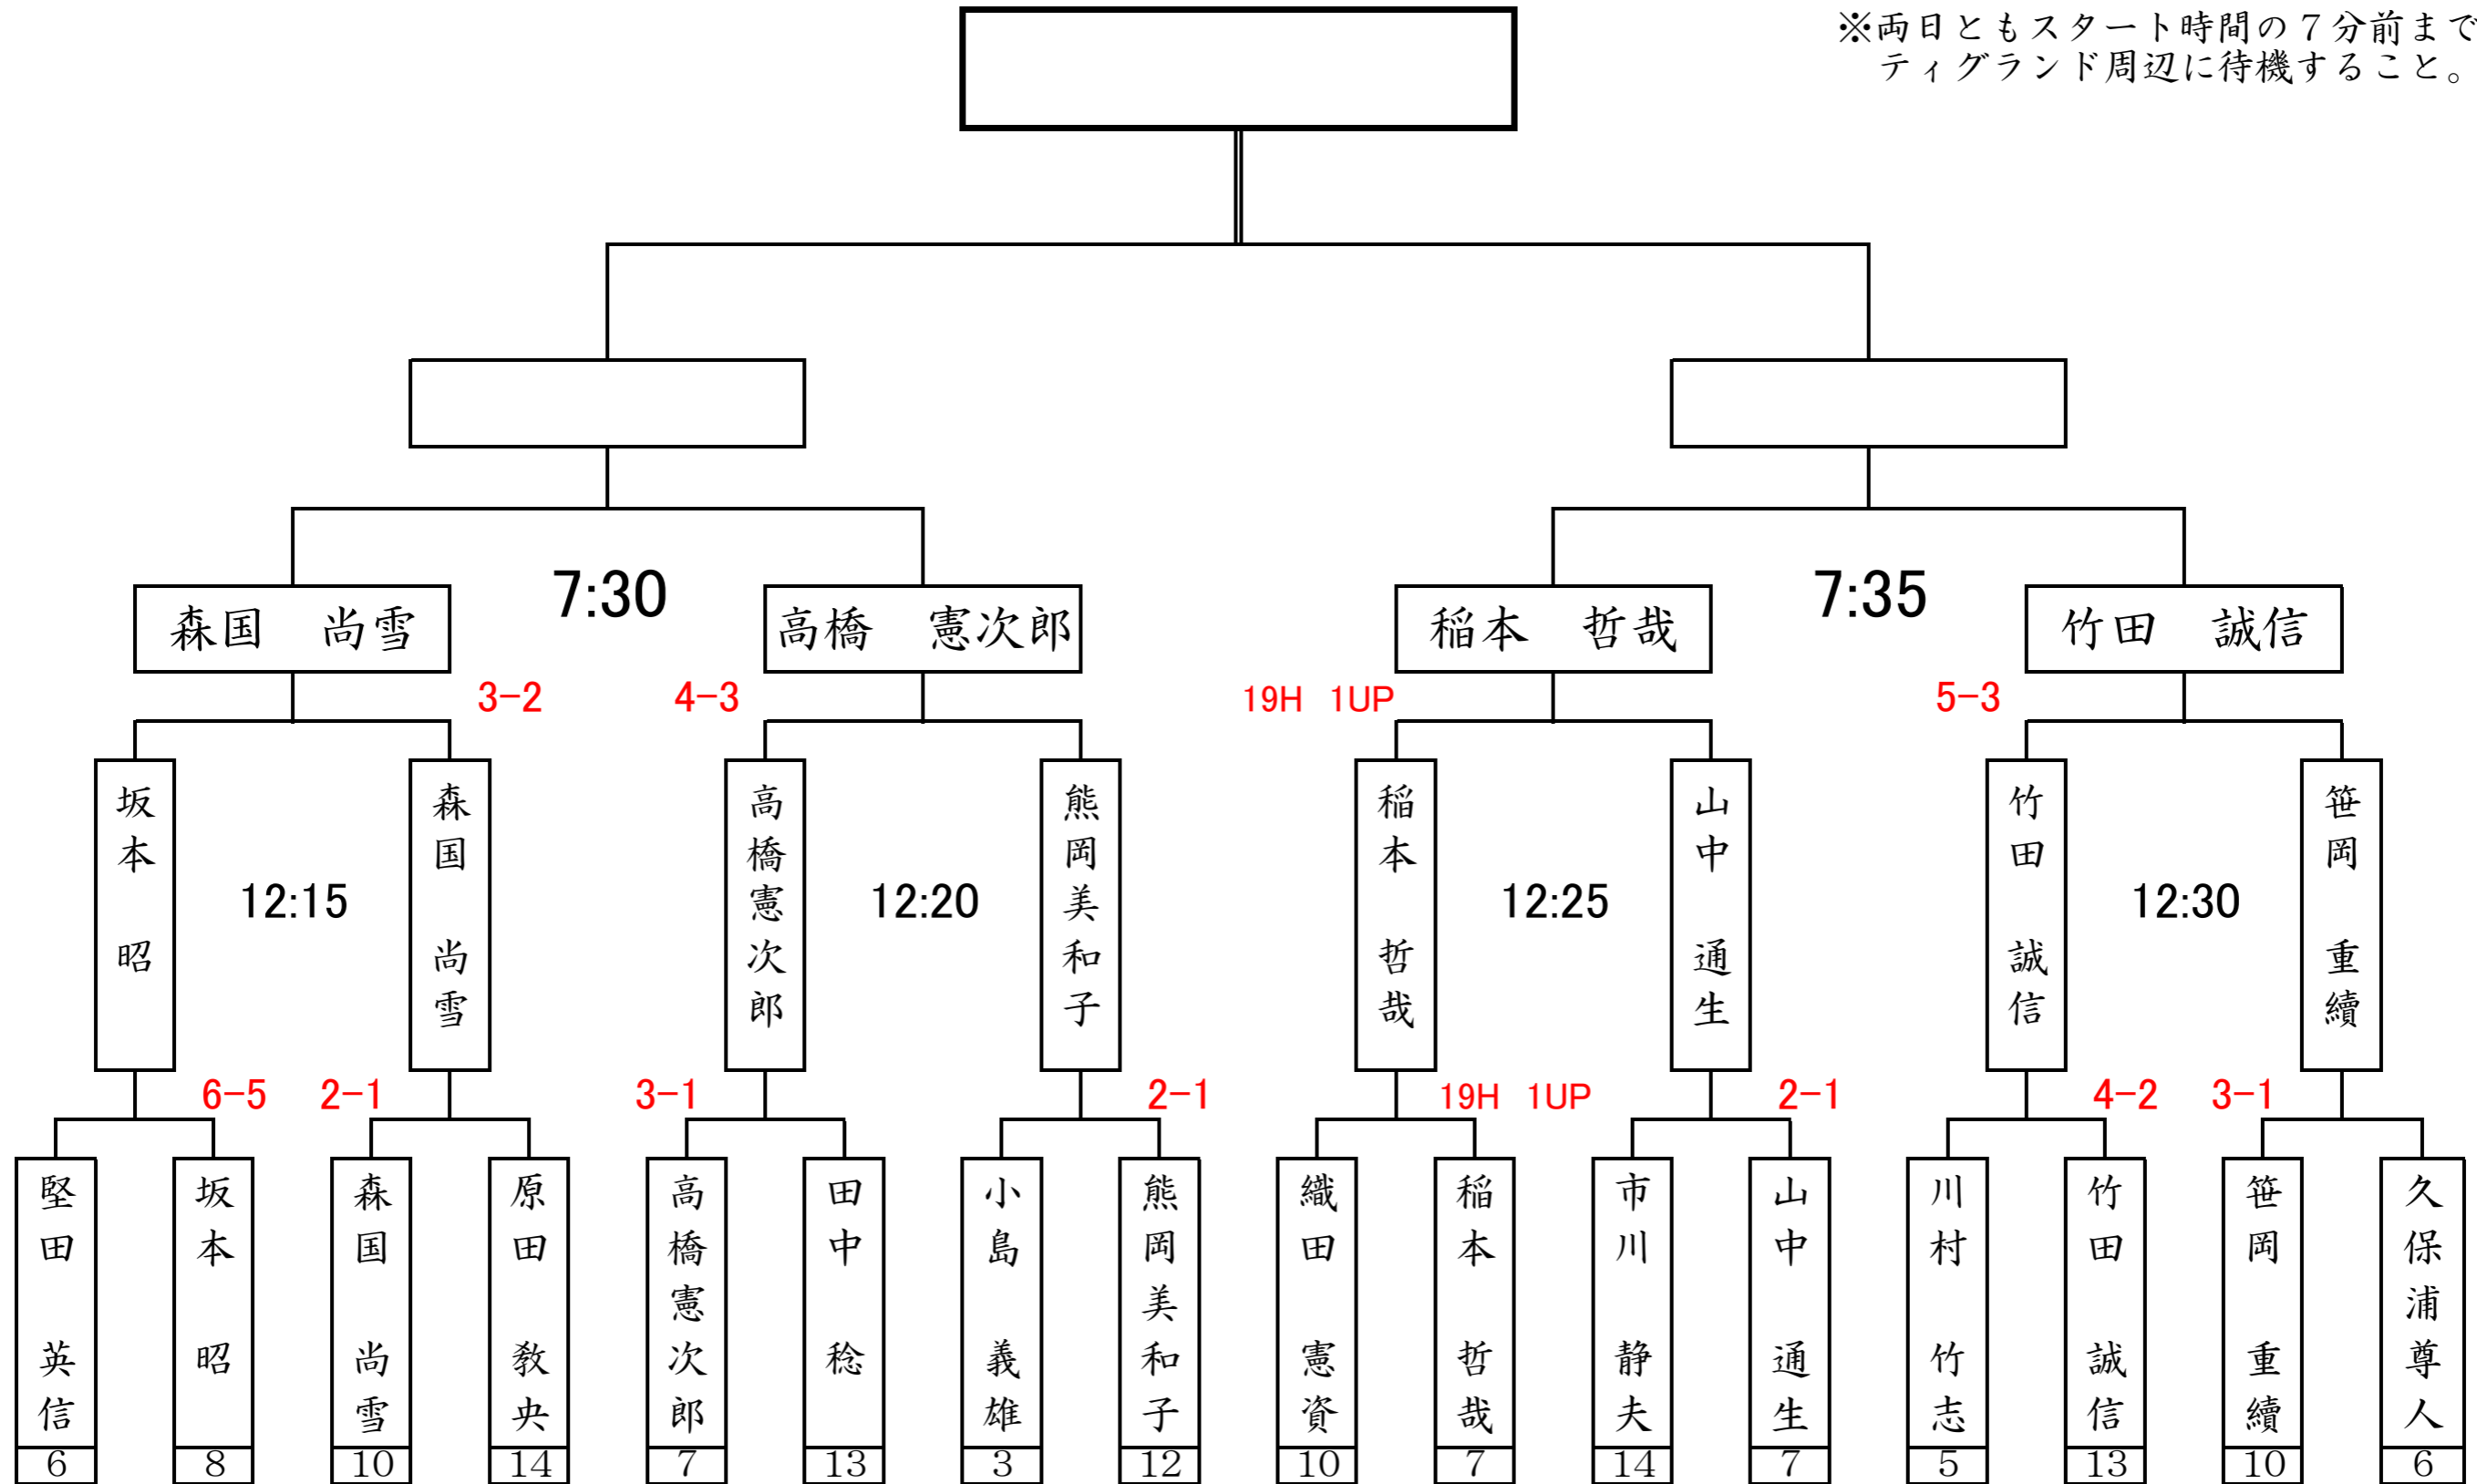 ※両日ともスタート時間の７分前まで
ティグランド周辺に待機すること。
7:30
7:35
森国　尚雪
高橋　憲次郎
稲本　哲哉
竹田　誠信
3-2
4-3
19H 1UP
5-3
坂本　昭
森国　尚雪
高橋憲次郎
熊岡美和子
稲本　哲哉
山中　通生
竹田　誠信
笹岡　重續
12:15
12:20
12:25
12:30
6-5
2-1
3-1
2-1
19H 1UP
2-1
4-2
3-1
堅田　英信
坂本　昭
森国　尚雪
原田　教央
高橋憲次郎
田中　稔
小島　義雄
熊岡美和子
織田　憲資
稲本　哲哉
市川　静夫
山中　通生
川村　竹志
竹田　誠信
笹岡　重續
久保浦尊人
6
8
10
14
7
13
3
12
10
7
14
7
5
13
10
6